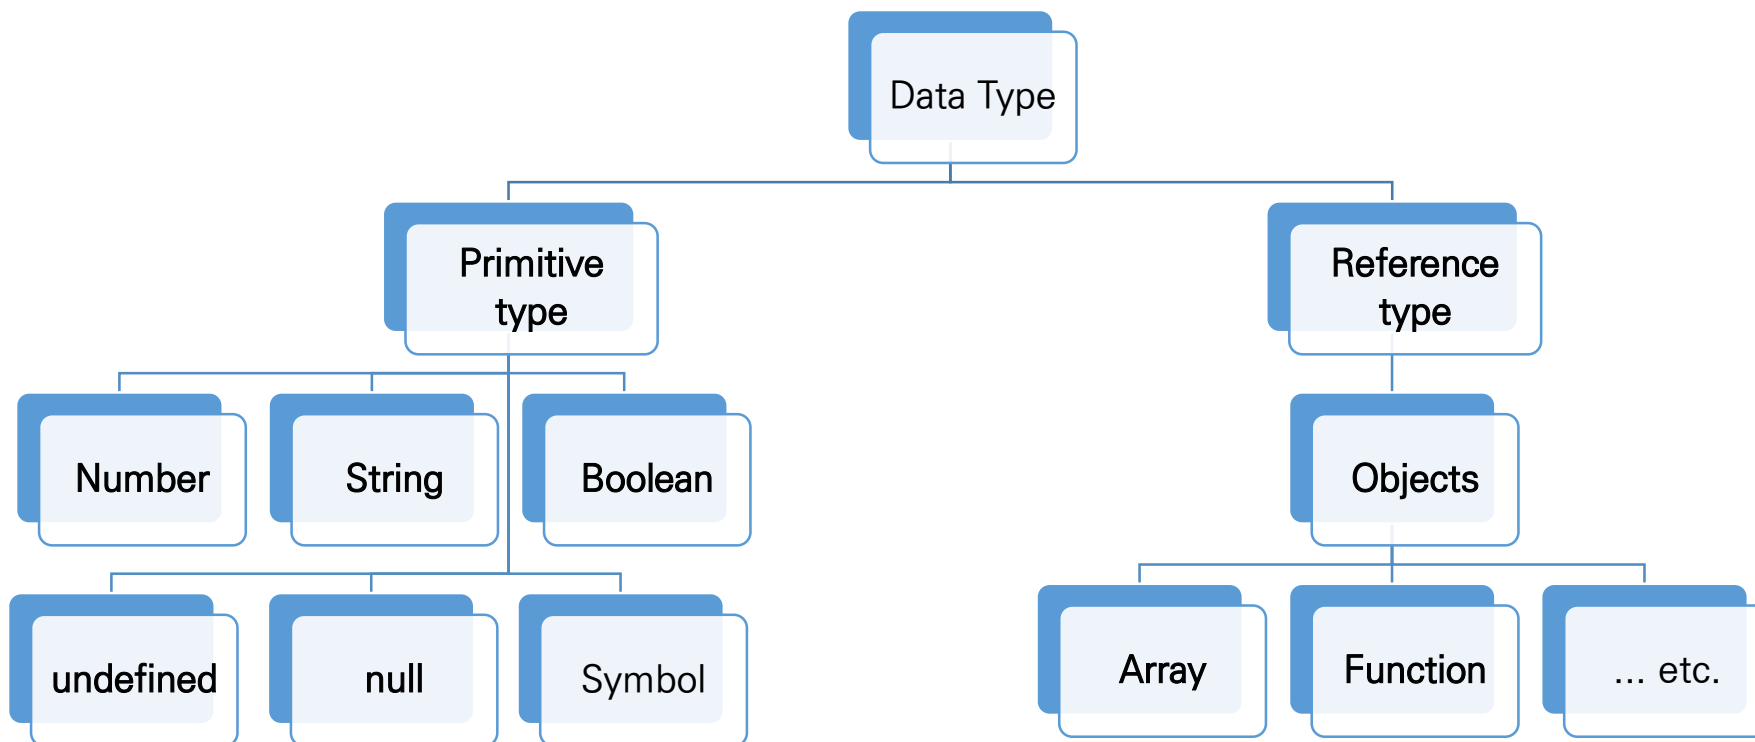 Data Type
Primitive
type
Reference
type
Number
String
Boolean
Objects
undefined
null
Symbol
Array
Function
... etc.